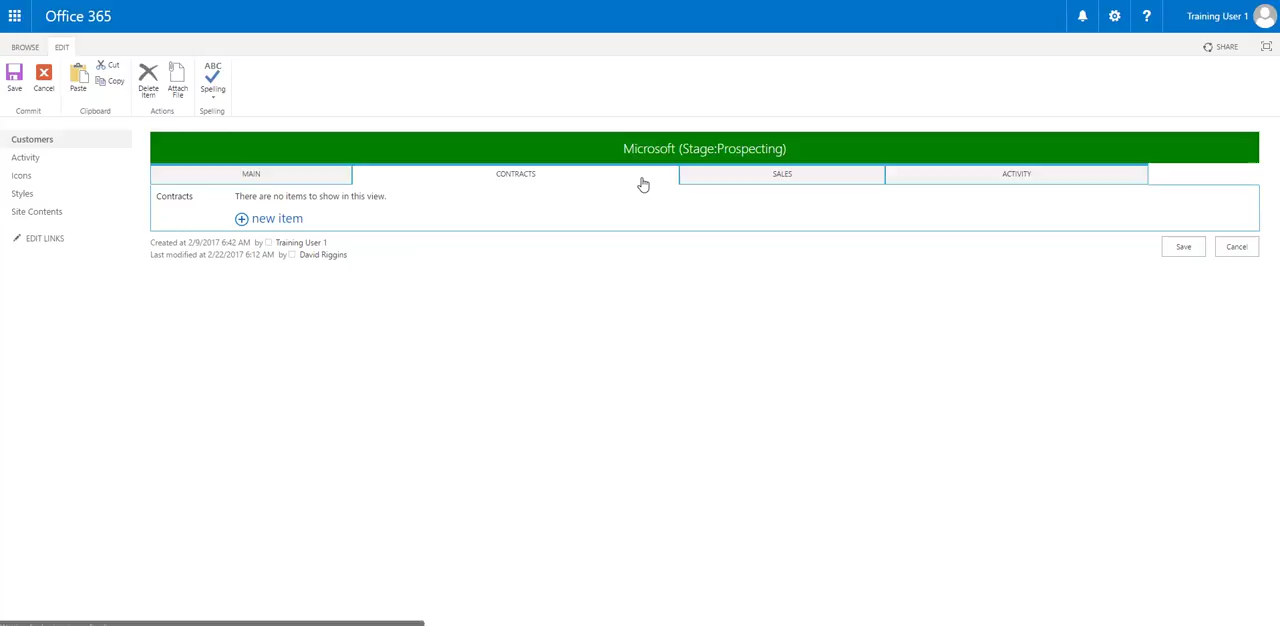 Office 365
Training User 1
BROWSE
EDIT
SHARE
Save
Cancel
Paste
Cut
Copy
Delete Item
Attach File
ABC
Spelling
Commit
Clipboard
Actions
Spelling
Customers
Activity
Icons
Styles
Site Contents
EDIT LINKS
Microsoft (Stage:Prospecting)
MAIN
CONTRACTS
SALES
ACTIVITY
Contracts
There are no items to show in this view.
new item
Created at 2/9/2017 6:42 AM by Training User 1
Last modified at 2/22/2017 6:12 AM by David Riggins
Save
Cancel